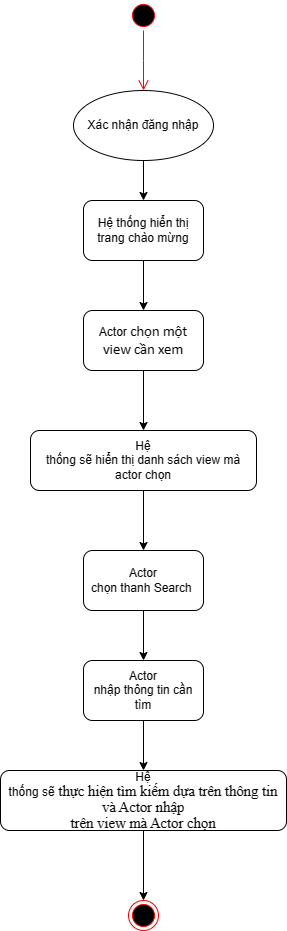 Xác nhận đăng nhập
Hệ thống hiển thị
trang chào mừng
Actor chọn một
view cần xem
Hệ
thống sẽ hiển thị danh sách view mà
actor chọn
Actor
chọn thanh Search
Actor
nhập thông tin cần
tìm
Hệ
thống sẽ thực hiện tìm kiếm dựa trên thông tin
và Actor nhập
trên view mà Actor chọn